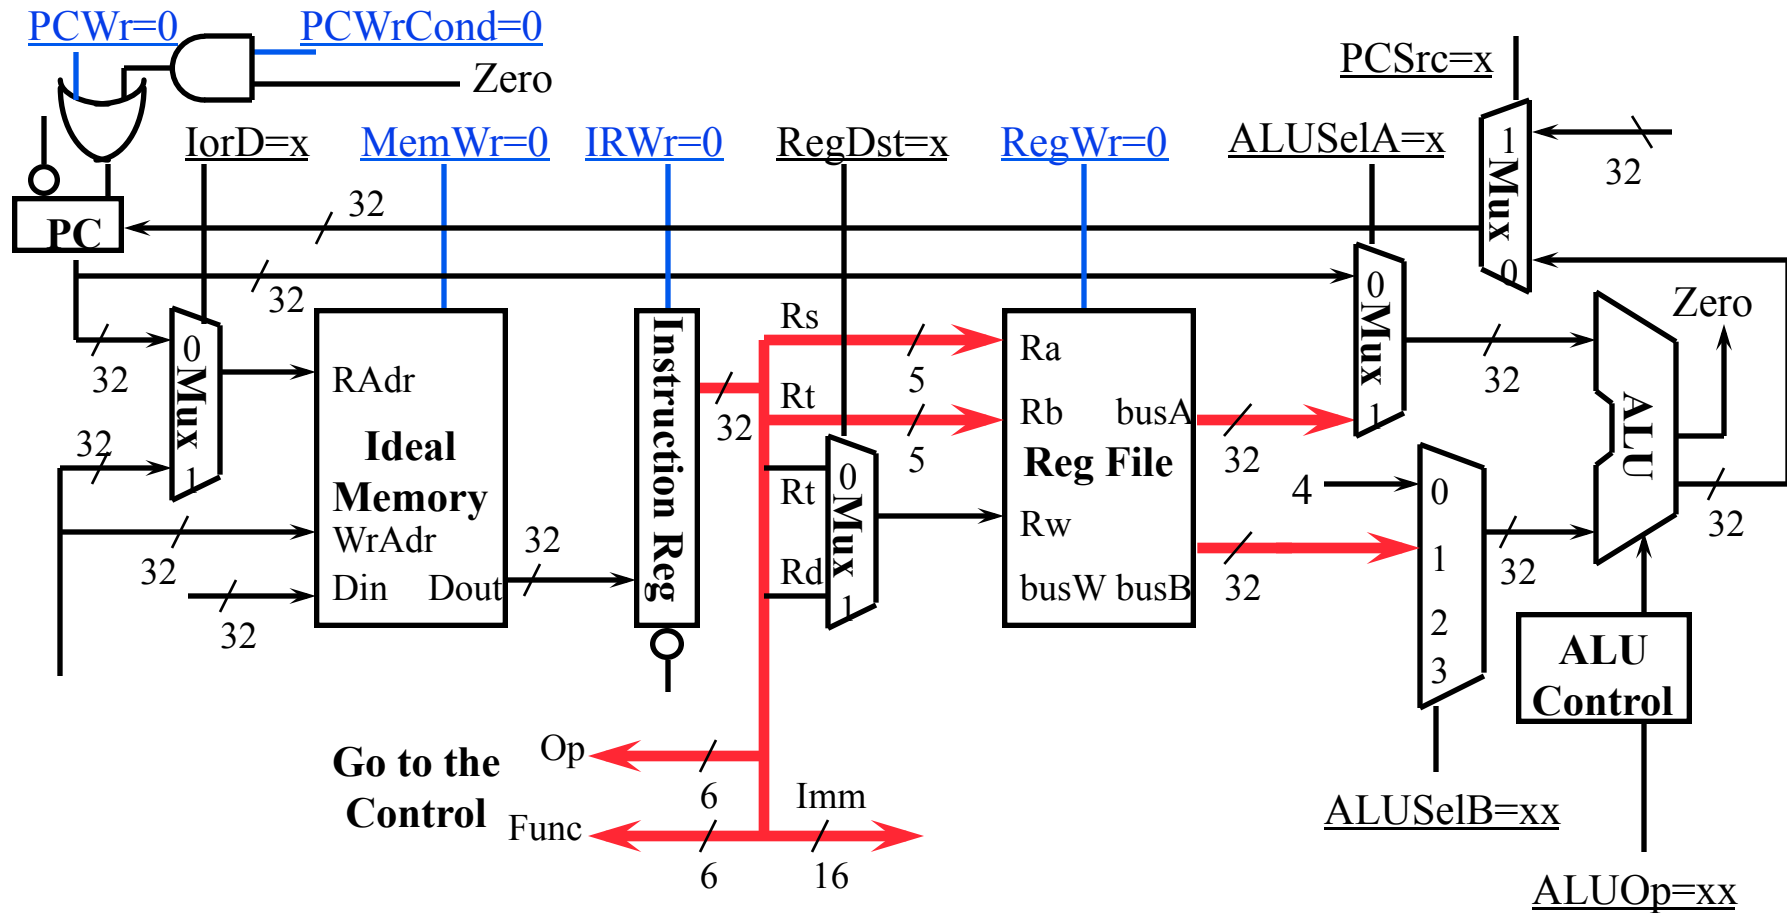 PCWr=0
PCWrCond=0
Zero
PCSrc=x
IorD=x
MemWr=0
IRWr=0
RegDst=x
RegWr=0
ALUSelA=x
1
Mux
0
32
32
PC
32
0
Mux
1
32
32
32
32
RAdr
Ideal
Memory
WrAdr
Din
Dout
32
Instruction Reg
32
Rs
5
Rt
5
Rt
Rd
0
Mux
1
Ra
Rb
busA
Reg File
Rw
busW
busB
32
32
0
Mux
1
32
4
0
1
2
3
32
ALU
Zero
32
ALU
Control
ALUSelB=xx
ALUOp=xx
Go to the
Control
Op
6
Func
6
Imm
16